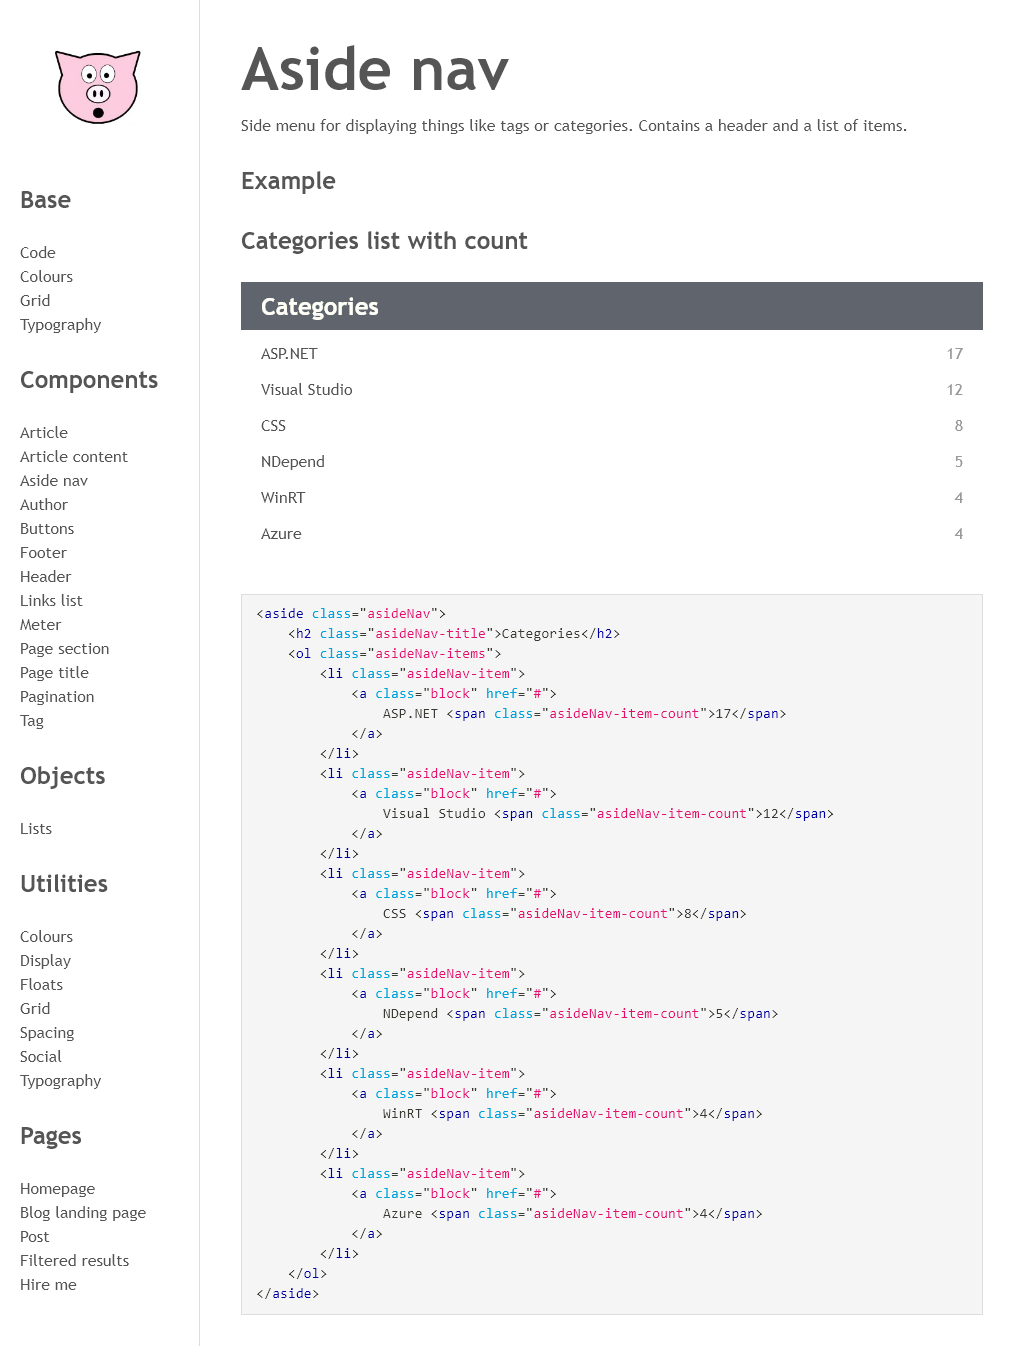 Base
Code
Colours
Grid
Typography
Components
Article
Article content
Aside nav
Author
Buttons
Footer
Header
Links list
Meter
Page section
Page title
Pagination
Tag
Objects
Lists
Utilities
Colours
Display
Floats
Grid
Spacing
Social
Typography
Pages
Homepage
Blog landing page
Post
Filtered results
Hire me
Aside nav
Side menu for displaying things like tags or categories. Contains a header and a list of items.
Example
Categories list with count
Categories
ASP.NET 17
Visual Studio 12
CSS 8
NDepend 5
WinRT 4
Azure 4
<aside class="asideNav">
    <h2 class="asideNav-title">Categories</h2>
    <ol class="asideNav-items">
        <li class="asideNav-item">
            <a class="block" href="#">
                ASP.NET <span class="asideNav-item-count">17</span>
            </a>
        </li>
        <li class="asideNav-item">
            <a class="block" href="#">
                Visual Studio <span class="asideNav-item-count">12</span>
            </a>
        </li>
        <li class="asideNav-item">
            <a class="block" href="#">
                CSS <span class="asideNav-item-count">8</span>
            </a>
        </li>
        <li class="asideNav-item">
            <a class="block" href="#">
                NDepend <span class="asideNav-item-count">5</span>
            </a>
        </li>
        <li class="asideNav-item">
            <a class="block" href="#">
                WinRT <span class="asideNav-item-count">4</span>
            </a>
        </li>
        <li class="asideNav-item">
            <a class="block" href="#">
                Azure <span class="asideNav-item-count">4</span>
            </a>
        </li>
    </ol>
</aside>